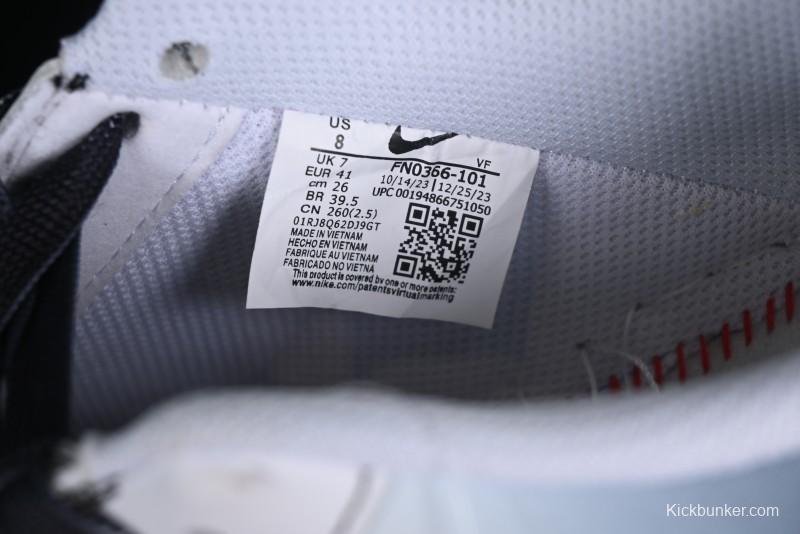 US
8
VF
UK 7
EUR 41
cm 26
BR 39.5
CN 260(2.5)
01RJ8Q62DJ9GT
MADE IN VIETNAM
HECHO EN VIETNAM
FABRIQUE AU VIETNAM
FABRICADO NO VIETNA
FN0366-101
10/14/23 | 12/25/23
UPC 00194866751050
This product is covered by one or more patents:
www.nike.com/patentsvirtualmarking
Kickbunker.com